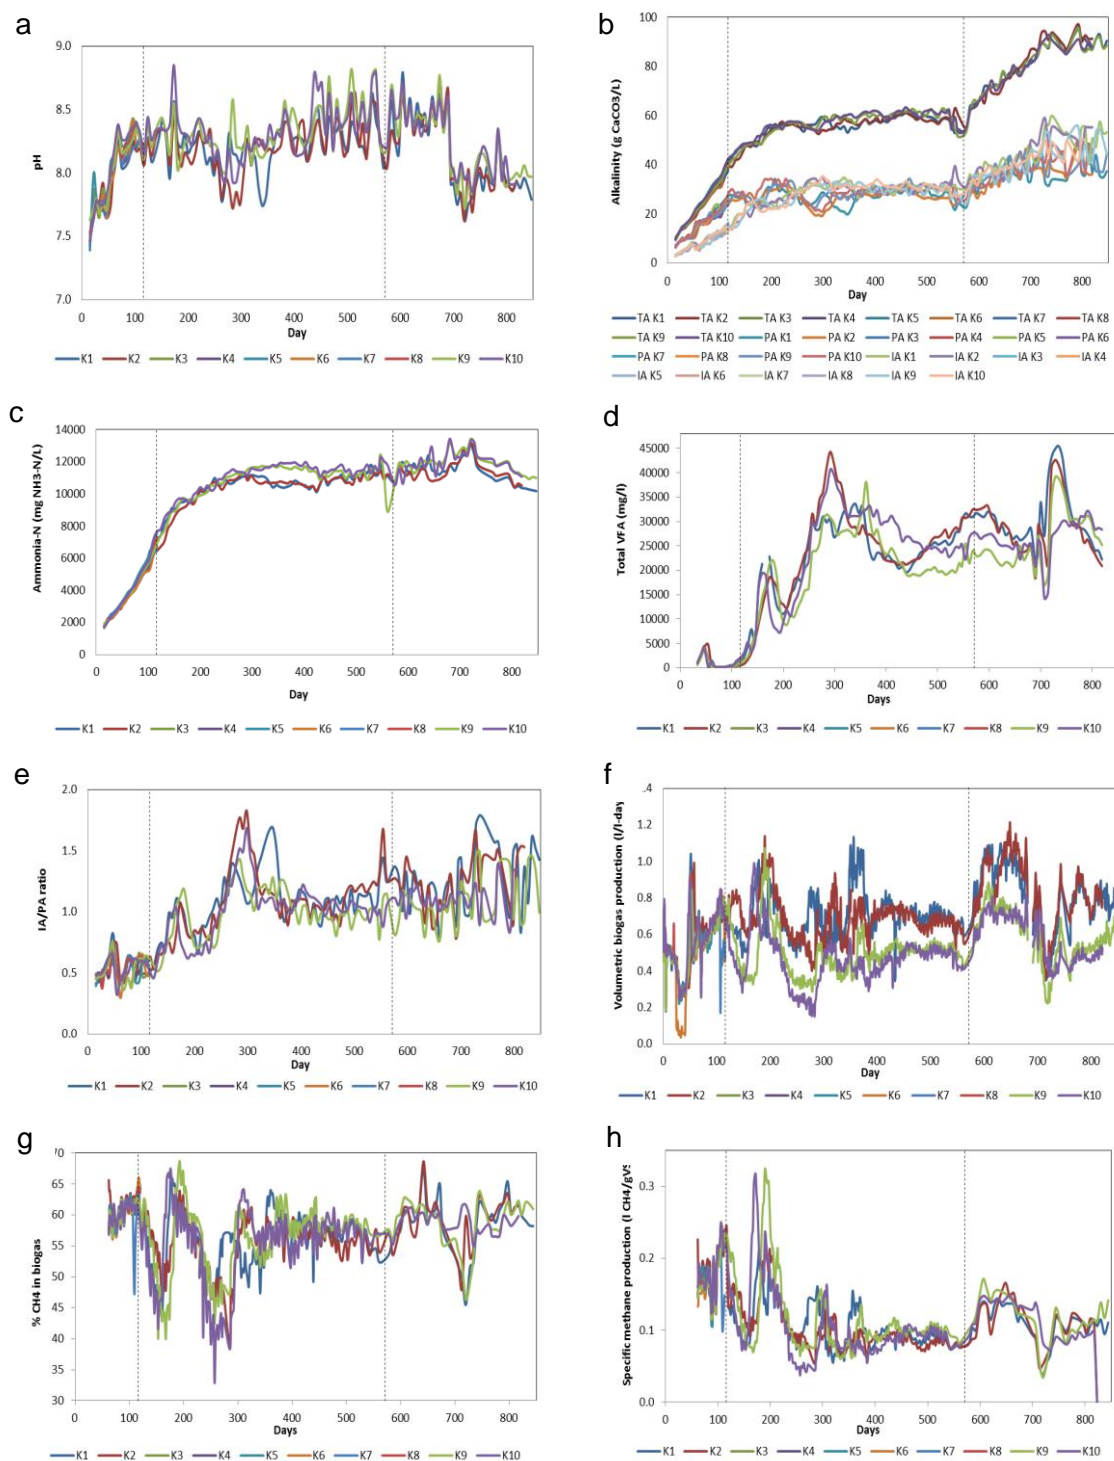 a
9.0
8.5
8.0
7.5
7.0
pH
0 100 200 300 400 500 600 700 800
Day
K1 K2 K3 K4 K5 K6 K7 K8 K9 K10
b
100
80
60
40
20
0
Alkalinity (g CaCO3/L)
0 100 200 300 400 500 600 700 800
Day
TA K1 TA K2 TA K3 TA K4 TA K5 TA K6 TA K7 TA K8
TA K9 TA K10 PA K1 PA K2 PA K3 PA K4 PA K5 PA K6
PA K7 PA K8 PA K9 PA K10 IA K1 IA K2 IA K3 IA K4
IA K5 IA K6 IA K7 IA K8 IA K9 IA K10
c
14000
12000
10000
8000
6000
4000
2000
0
Ammonia-N (mg NH3-N/L)
0 100 200 300 400 500 600 700 800
Day
K1 K2 K3 K4 K5 K6 K7 K8 K9 K10
d
45000
40000
35000
30000
25000
20000
15000
10000
5000
0
Total VFA (mg/l)
0 100 200 300 400 500 600 700 800
Days
K1 K2 K3 K4 K5 K6 K7 K8 K9 K10
e
2.0
1.5
1.0
0.5
0.0
IA/PA ratio
0 100 200 300 400 500 600 700 800
Day
K1 K2 K3 K4 K5 K6 K7 K8 K9 K10
f
.4
1.2
1.0
0.8
0.6
0.4
0.2
0.0
Volumetric biogas production (l/l-day
0 100 200 300 400 500 600 700 800
Day
K1 K2 K3 K4 K5 K6 K7 K8 K9 K10
g
70
65
60
55
50
45
40
35
30
% CH4 in biogas
0 100 200 300 400 500 600 700 800
Days
K1 K2 K3 K4 K5 K6 K7 K8 K9 K10
h
0.3
0.2
0.1
0.0
Specific methane production (l CH4/gVS
0 100 200 300 400 500 600 700 800
Days
K1 K2 K3 K4 K5 K6 K7 K8 K9 K10